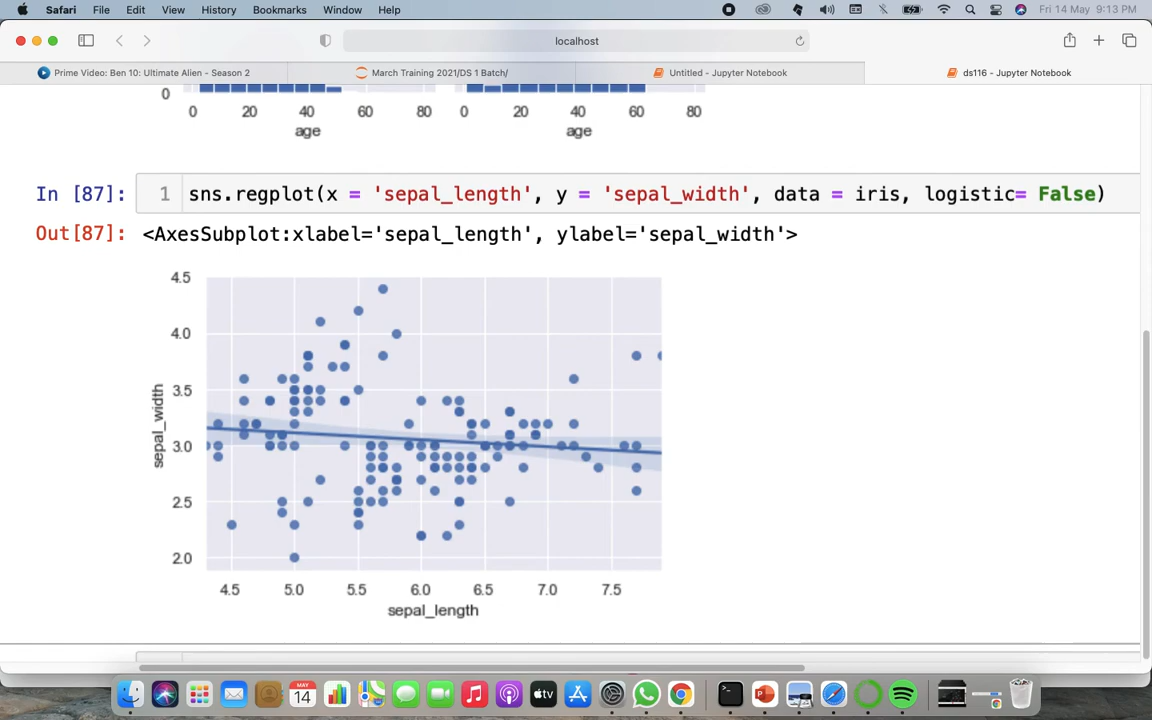 Safari File Edit View History Bookmarks Window Help Fri 14 May 9:13 PM
localhost
Prime Video: Ben 10: Ultimate Alien - Season 2 March Training 2021/DS 1 Batch/ Untitled - Jupyter Notebook ds116 - Jupyter Notebook
0
0 20 40 60 80 0 20 40 60 80
age age
In [87]: 1 sns.regplot(x = 'sepal_length', y = 'sepal_width', data = iris, logistic= False)
Out[87]: <AxesSubplot:xlabel='sepal_length', ylabel='sepal_width'>
4.5
4.0
3.5
3.0
2.5
2.0
sepal_width
4.5 5.0 5.5 6.0 6.5 7.0 7.5
sepal_length
MAY
14
tv